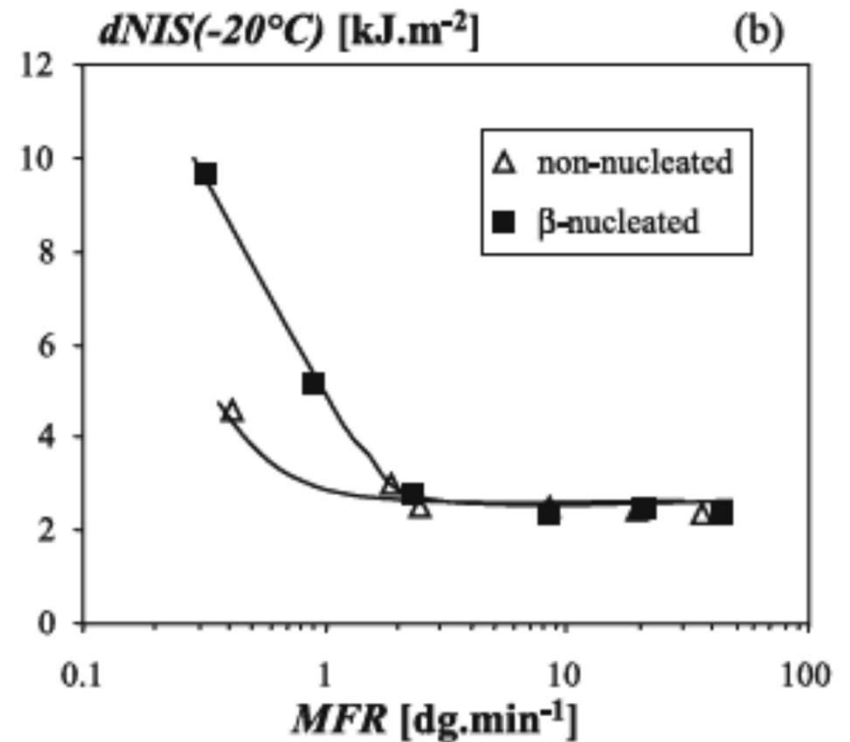 dNIS(-20°C) [kJ.m-2] (b)
12
10
8
6
4
2
0
non-nucleated
β-nucleated
0.1 1 10 100
MFR [dg.min-1]